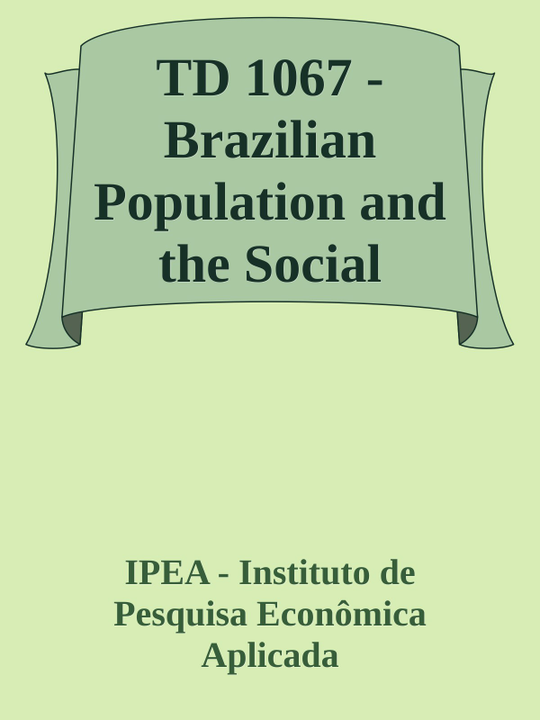 TD 1067 -
Brazilian
Population and
the Social
IPEA - Instituto de
Pesquisa Econômica
Aplicada